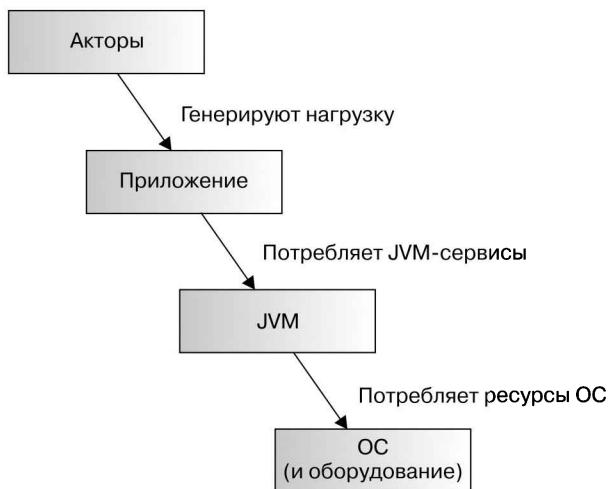 Акторы
Генерируют нагрузку
Приложение
Потребляет JVM-сервисы
JVM
Потребляет ресурсы ОС
ОС
(и оборудование)